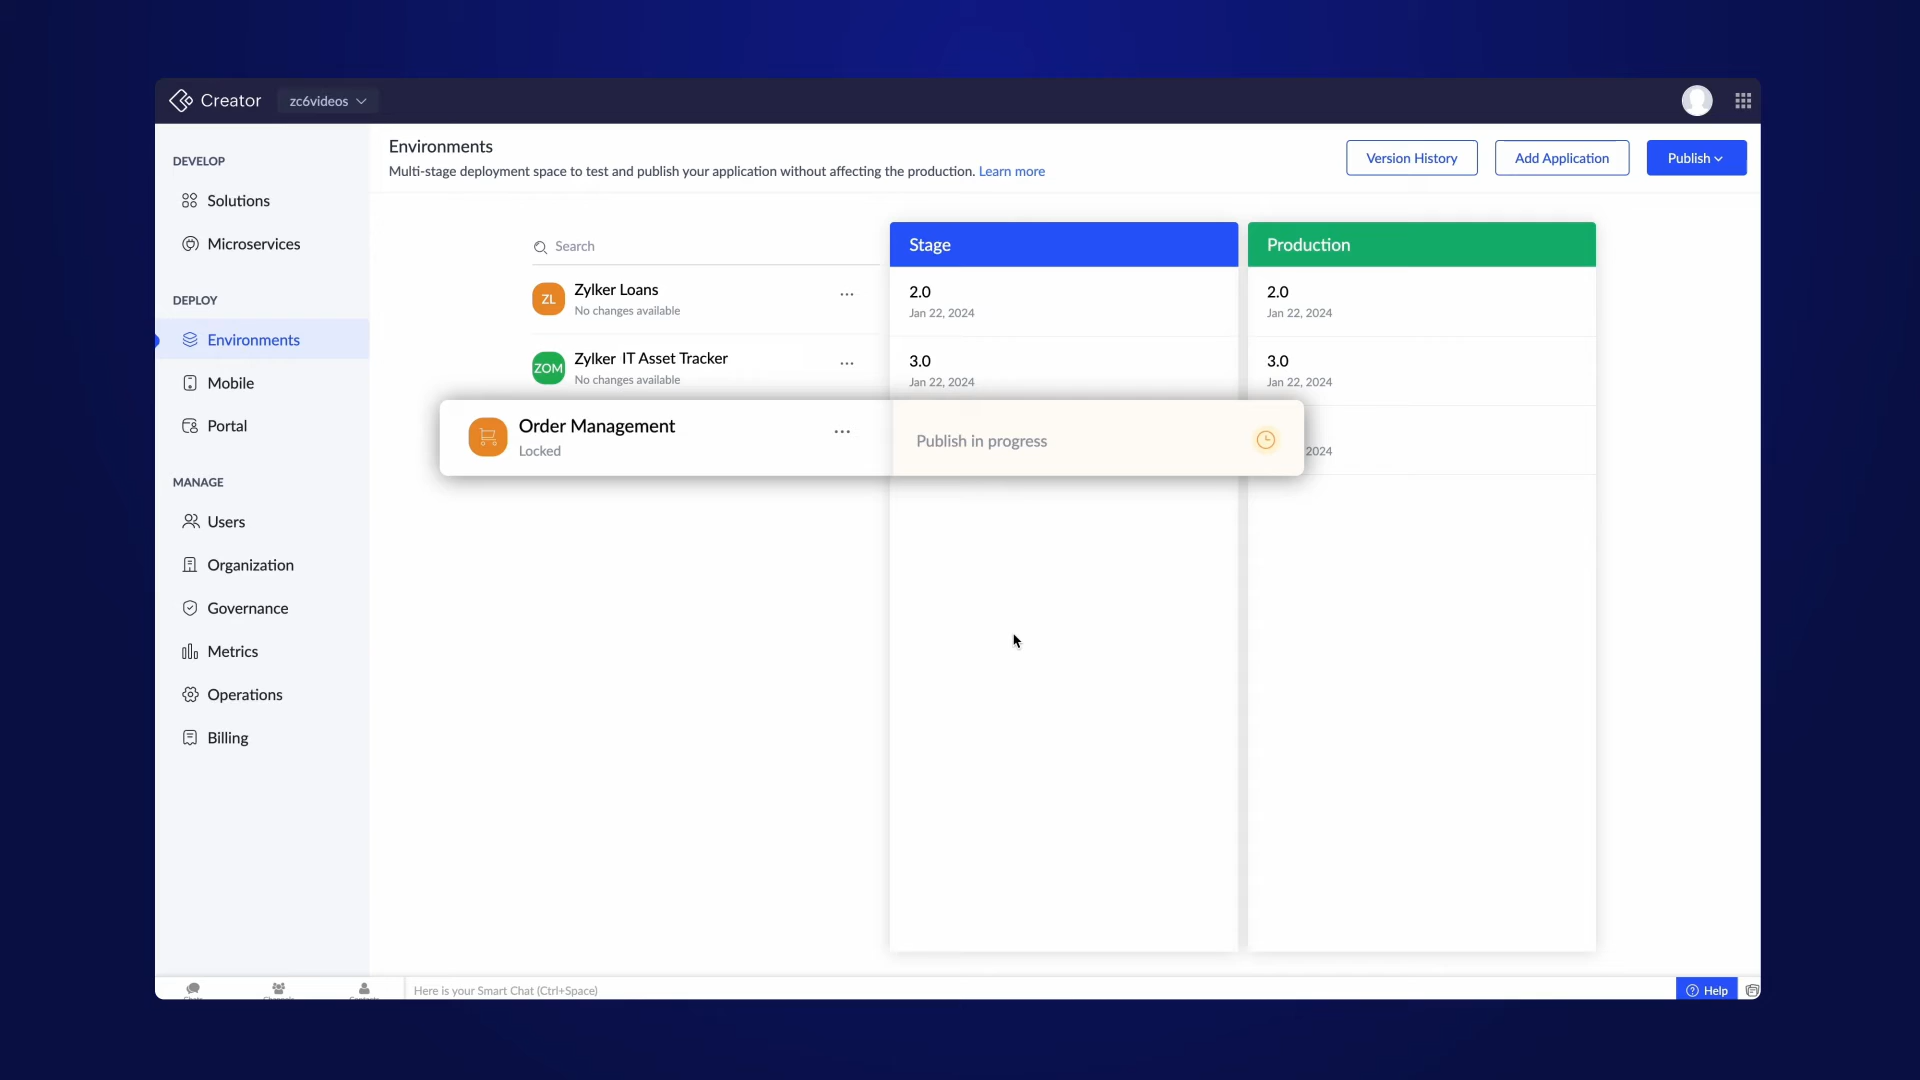 Creator
zc6videos
DEVELOP
Solutions
Microservices
DEPLOY
Environments
Mobile
Portal
MANAGE
Users
Organization
Governance
Metrics
Operations
Billing
Environments
Multi-stage deployment space to test and publish your application without affecting the production. Learn more
Version History
Add Application
Publish
Search
Stage
Production
ZL
Zylker Loans
No changes available
2.0
Jan 22, 2024
2.0
Jan 22, 2024
ZOM
Zylker IT Asset Tracker
No changes available
3.0
Jan 22, 2024
3.0
Jan 22, 2024
Order Management
Locked
Publish in progress
2024
Here is your Smart Chat (Ctrl+Space)
Help